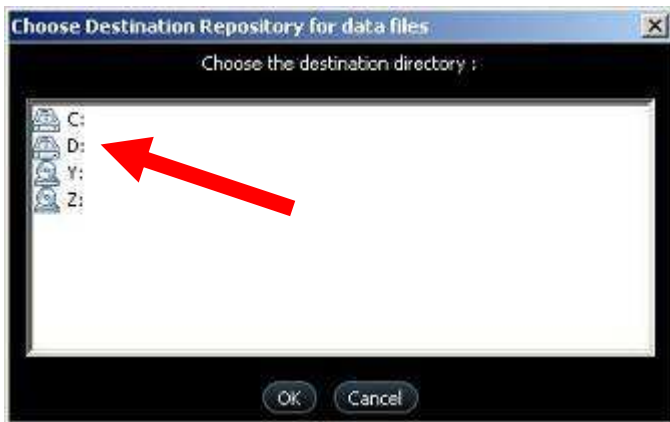 Choose Destination Repository for data files
Choose the destination directory :
C:
D:
Y:
Z:
OK
Cancel